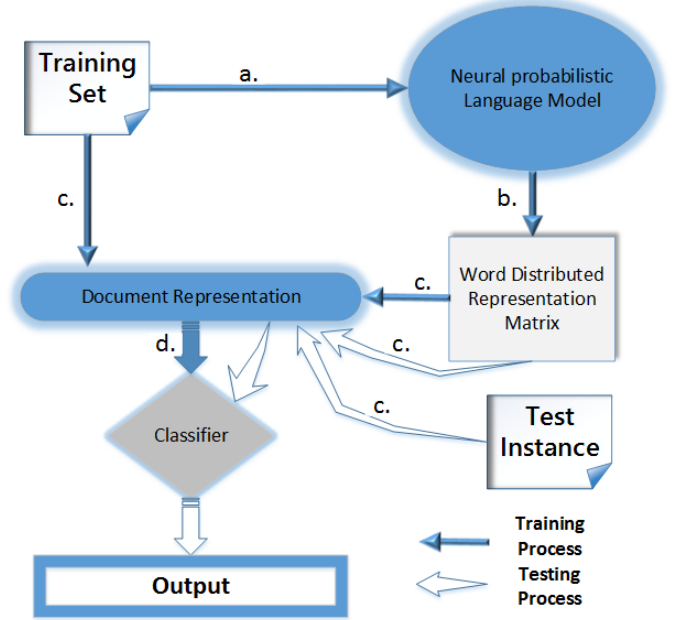 Training
Set
a.
Neural probabilistic
Language Model
c.
b.
Document Representation
c.
Word Distributed
Representation
Matrix
d.
c.
c.
Classifier
Test
Instance
Output
Training
Process
Testing
Process